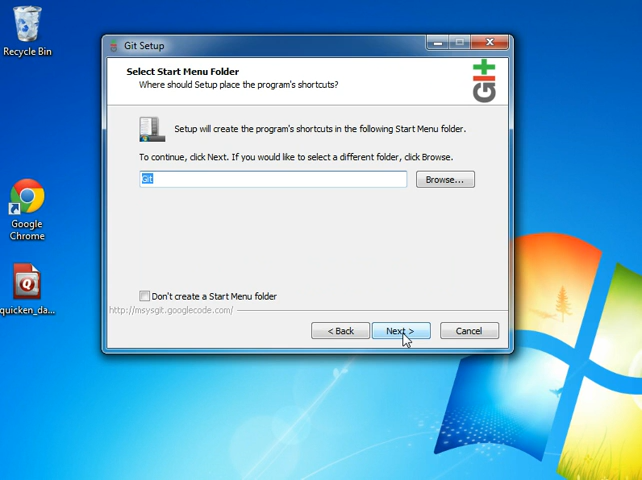 Recycle Bin
Google
Chrome
quicken_da...
Git Setup
Select Start Menu Folder
Where should Setup place the program's shortcuts?
Git
Setup will create the program's shortcuts in the following Start Menu folder.
To continue, click Next. If you would like to select a different folder, click Browse.
Git
Browse...
Don't create a Start Menu folder
http://msysgit.googlecode.com/
< Back
Next >
Cancel